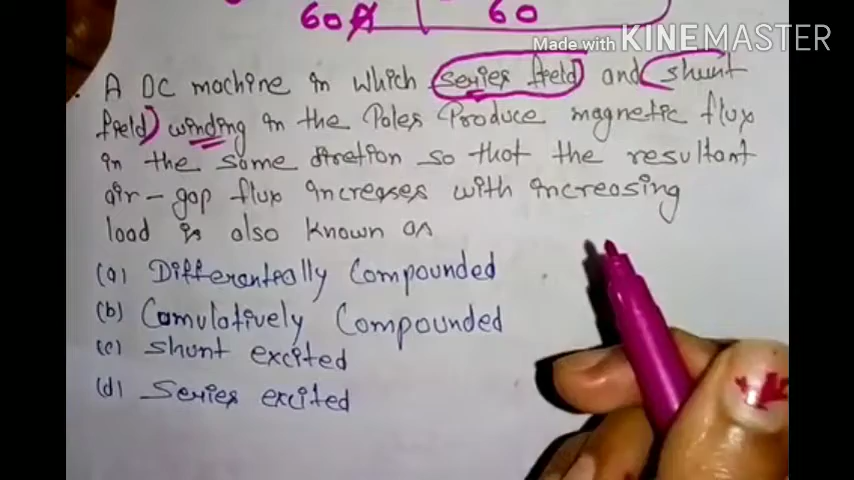 60 60
Made with KINEMASTER
A DC machine in which series field and shunt
field winding in the Poles Produce magnetic flux
in the same diretion so that the resultant
air-gap flux increases with increasing
load is also known as
(a) Differentially Compounded
(b) Comulatively Compounded
(c) Shunt excited
(d) Series excited